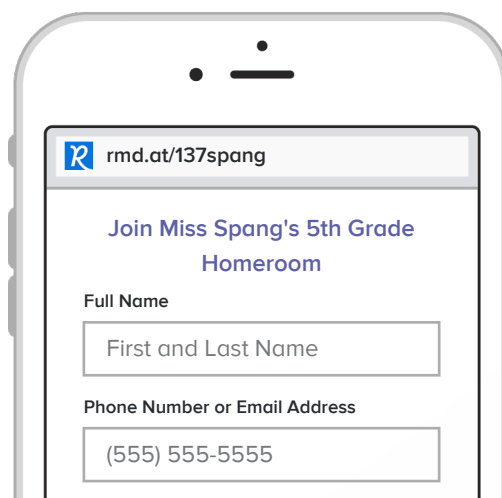 rmd.at/137spang
Join Miss Spang's 5th Grade
Homeroom
Full Name
First and Last Name
Phone Number or Email Address
(555) 555-5555